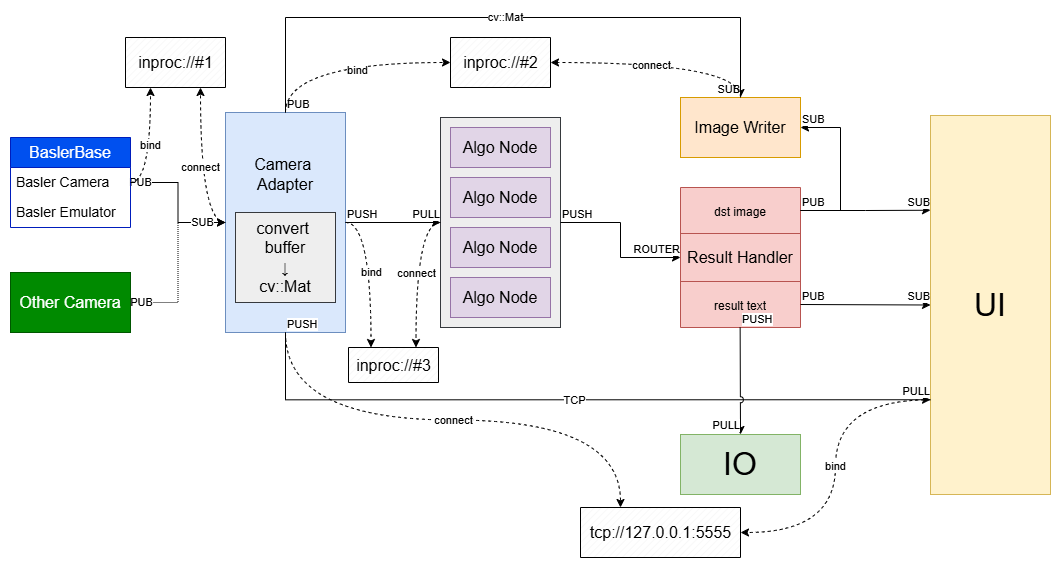 cv::Mat
inproc://#1
inproc://#2
bind
connect
PUB
SUB
BaslerBase
Basler Camera
Basler Emulator
PUB
bind
connect
SUB
Other Camera
PUB
Camera
Adapter
convert
buffer
↓
cv::Mat
PUSH
PUSH
PULL
bind
connect
inproc://#3
Algo Node
Algo Node
Algo Node
Algo Node
PUSH
ROUTER
Image Writer
SUB
dst image
PUB
SUB
Result Handler
result text
PUB
SUB
PUSH
UI
TCP
PULL
connect
PULL
IO
bind
tcp://127.0.0.1:5555